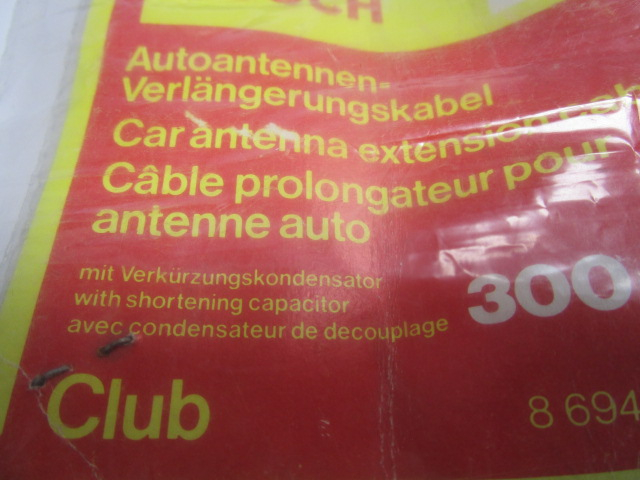 Autoantennen-
Verlängerungskabel
Car antenna extension
Câble prolongateur pour
antenne auto
mit Verkürzungskondensator
with shortening capacitor
avec condensateur de decouplage
300
Club
8 694